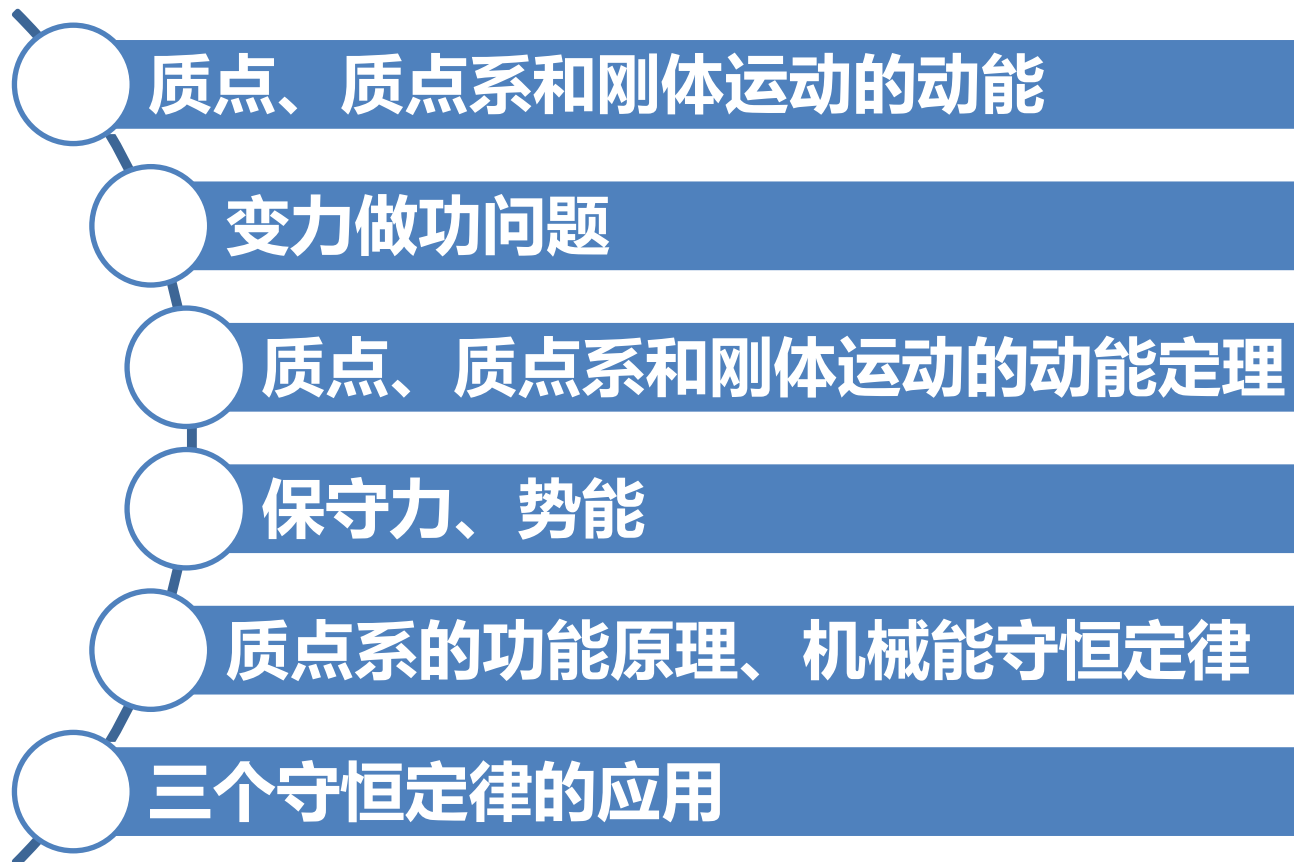 质点、质点系和刚体运动的动能
变力做功问题
质点、质点系和刚体运动的动能定理
保守力、势能
质点系的功能原理、机械能守恒定律
三个守恒定律的应用